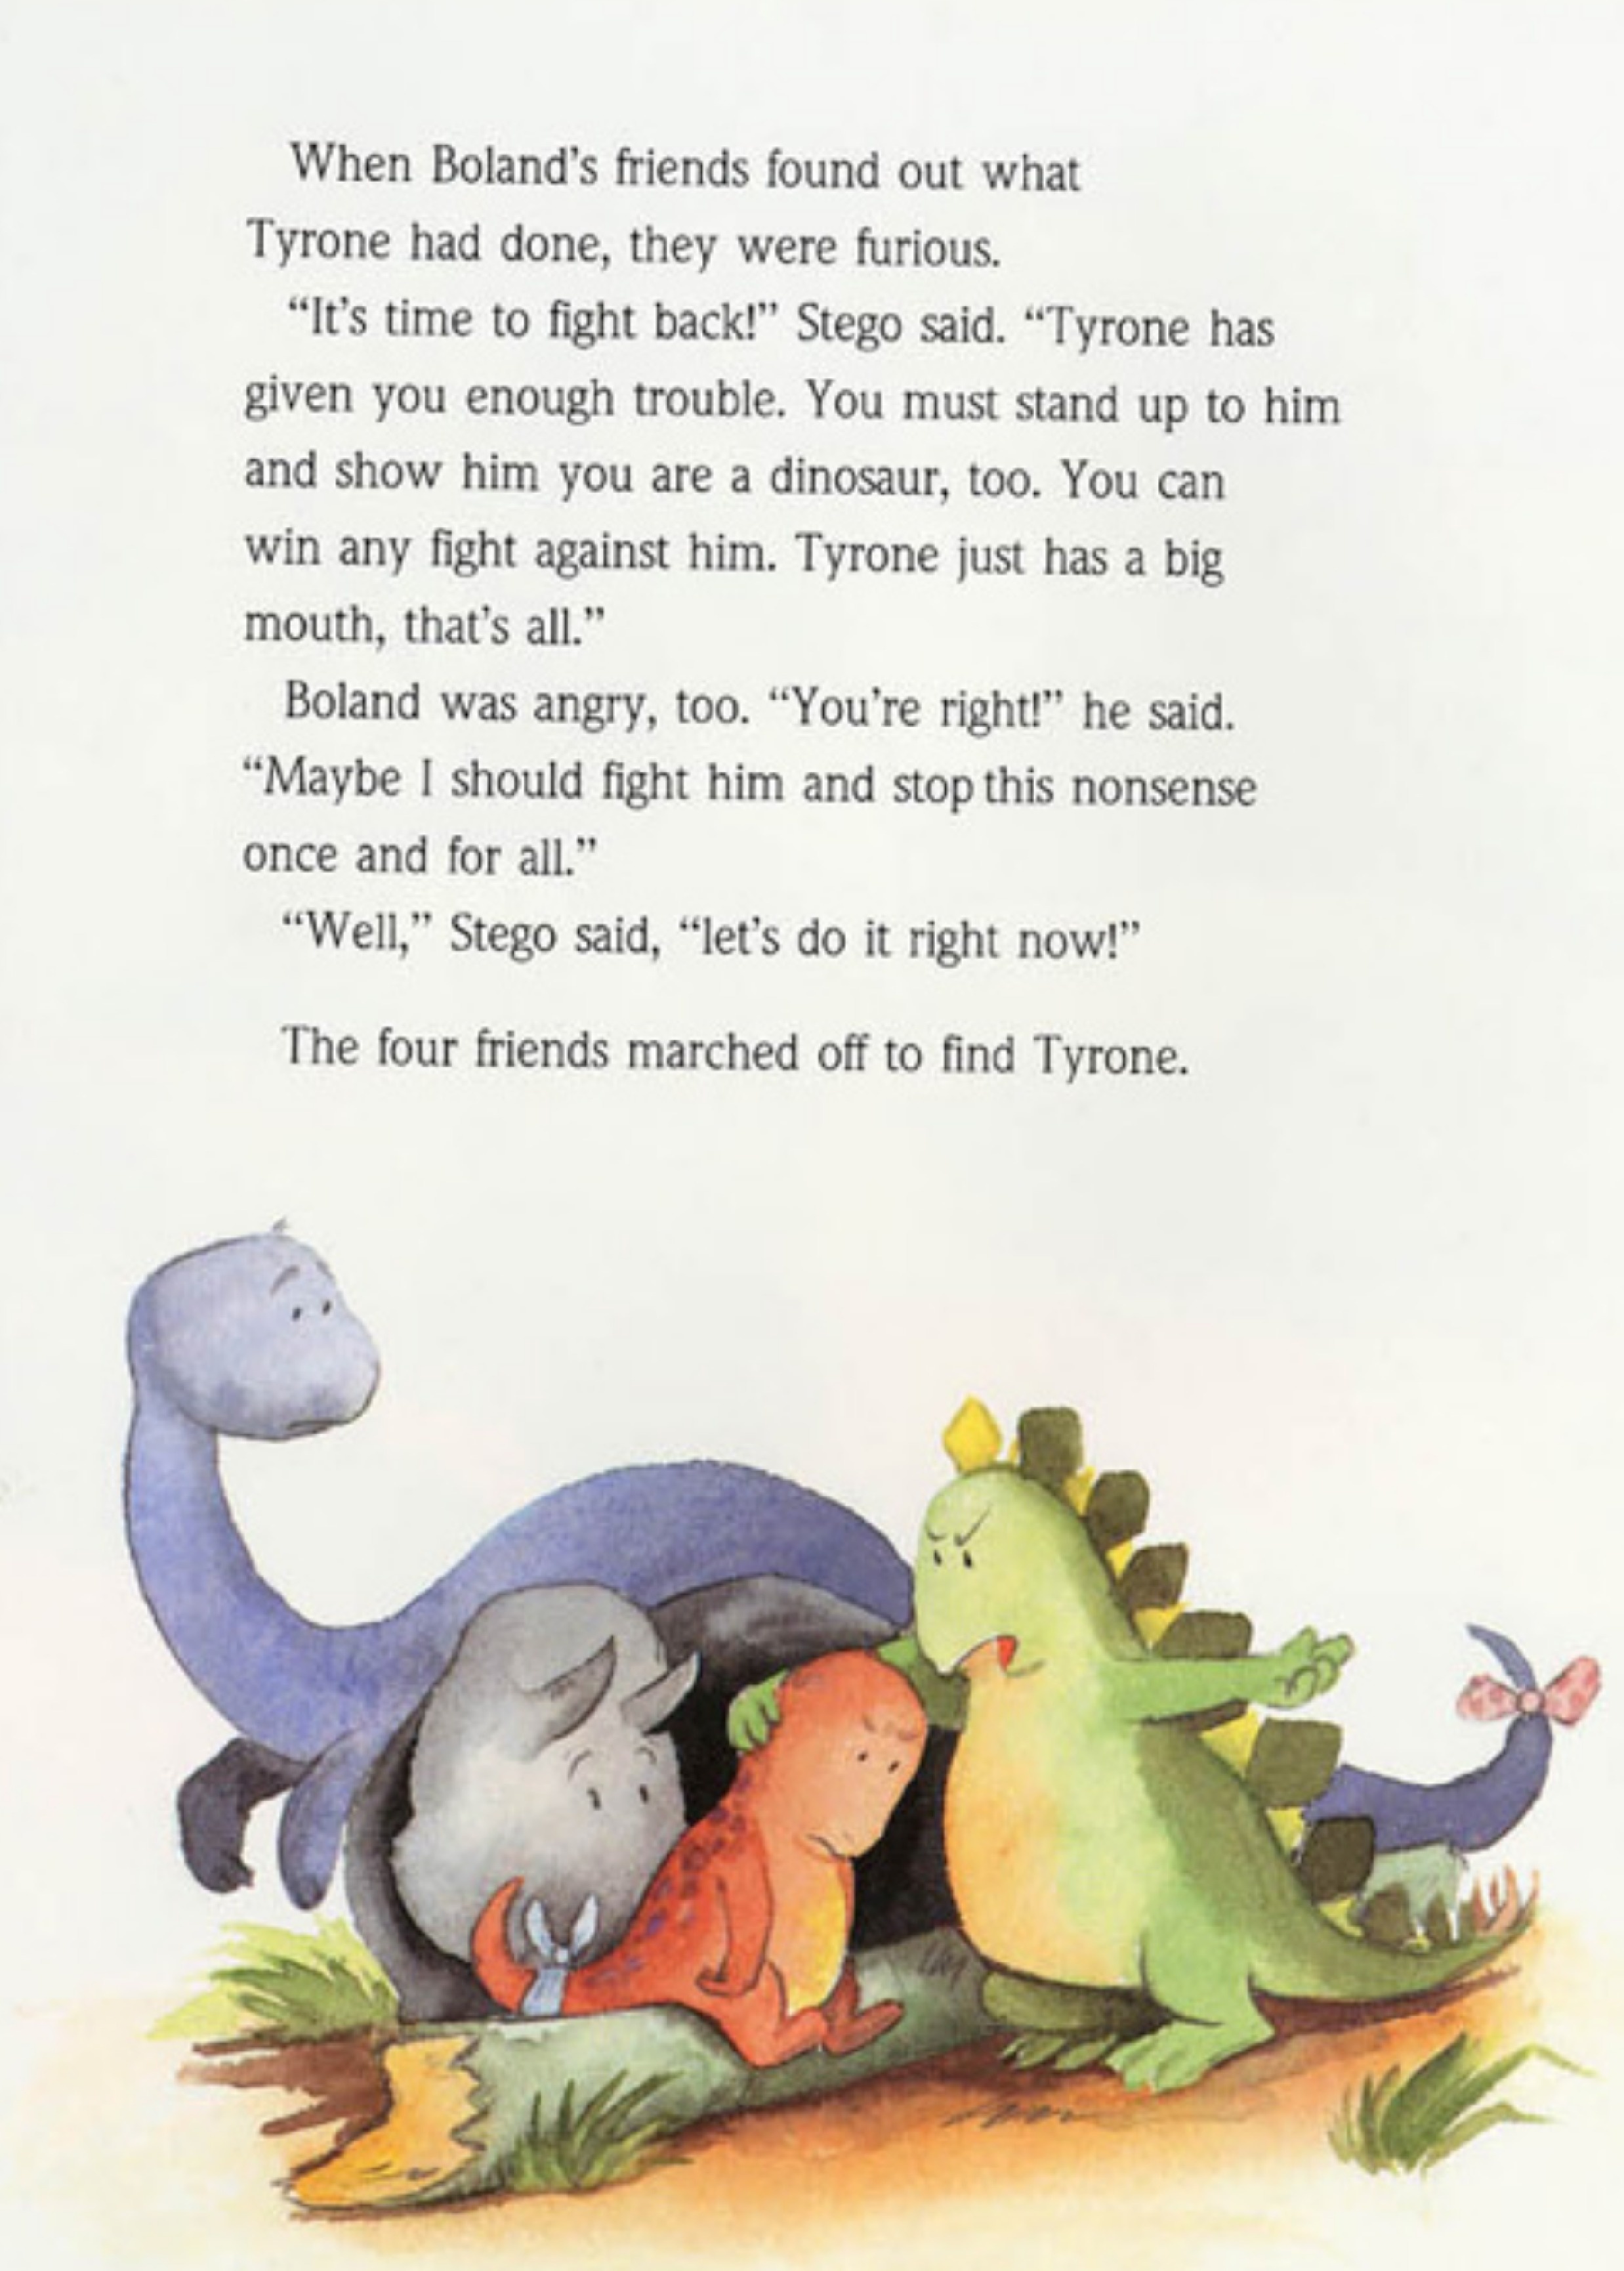 When Boland’s friends found out what
Tyrone had done, they were furious.
“It’s time to fight back!” Stego said. “Tyrone has
given you enough trouble. You must stand up to him
and show him you are a dinosaur, too. You can
win any fight against him. Tyrone just has a big
mouth, that’s all.”
Boland was angry, too. “You’re right!” he said.
“Maybe I should fight him and stop this nonsense
once and for all.”
“Well,” Stego said, “let’s do it right now!”
The four friends marched off to find Tyrone.